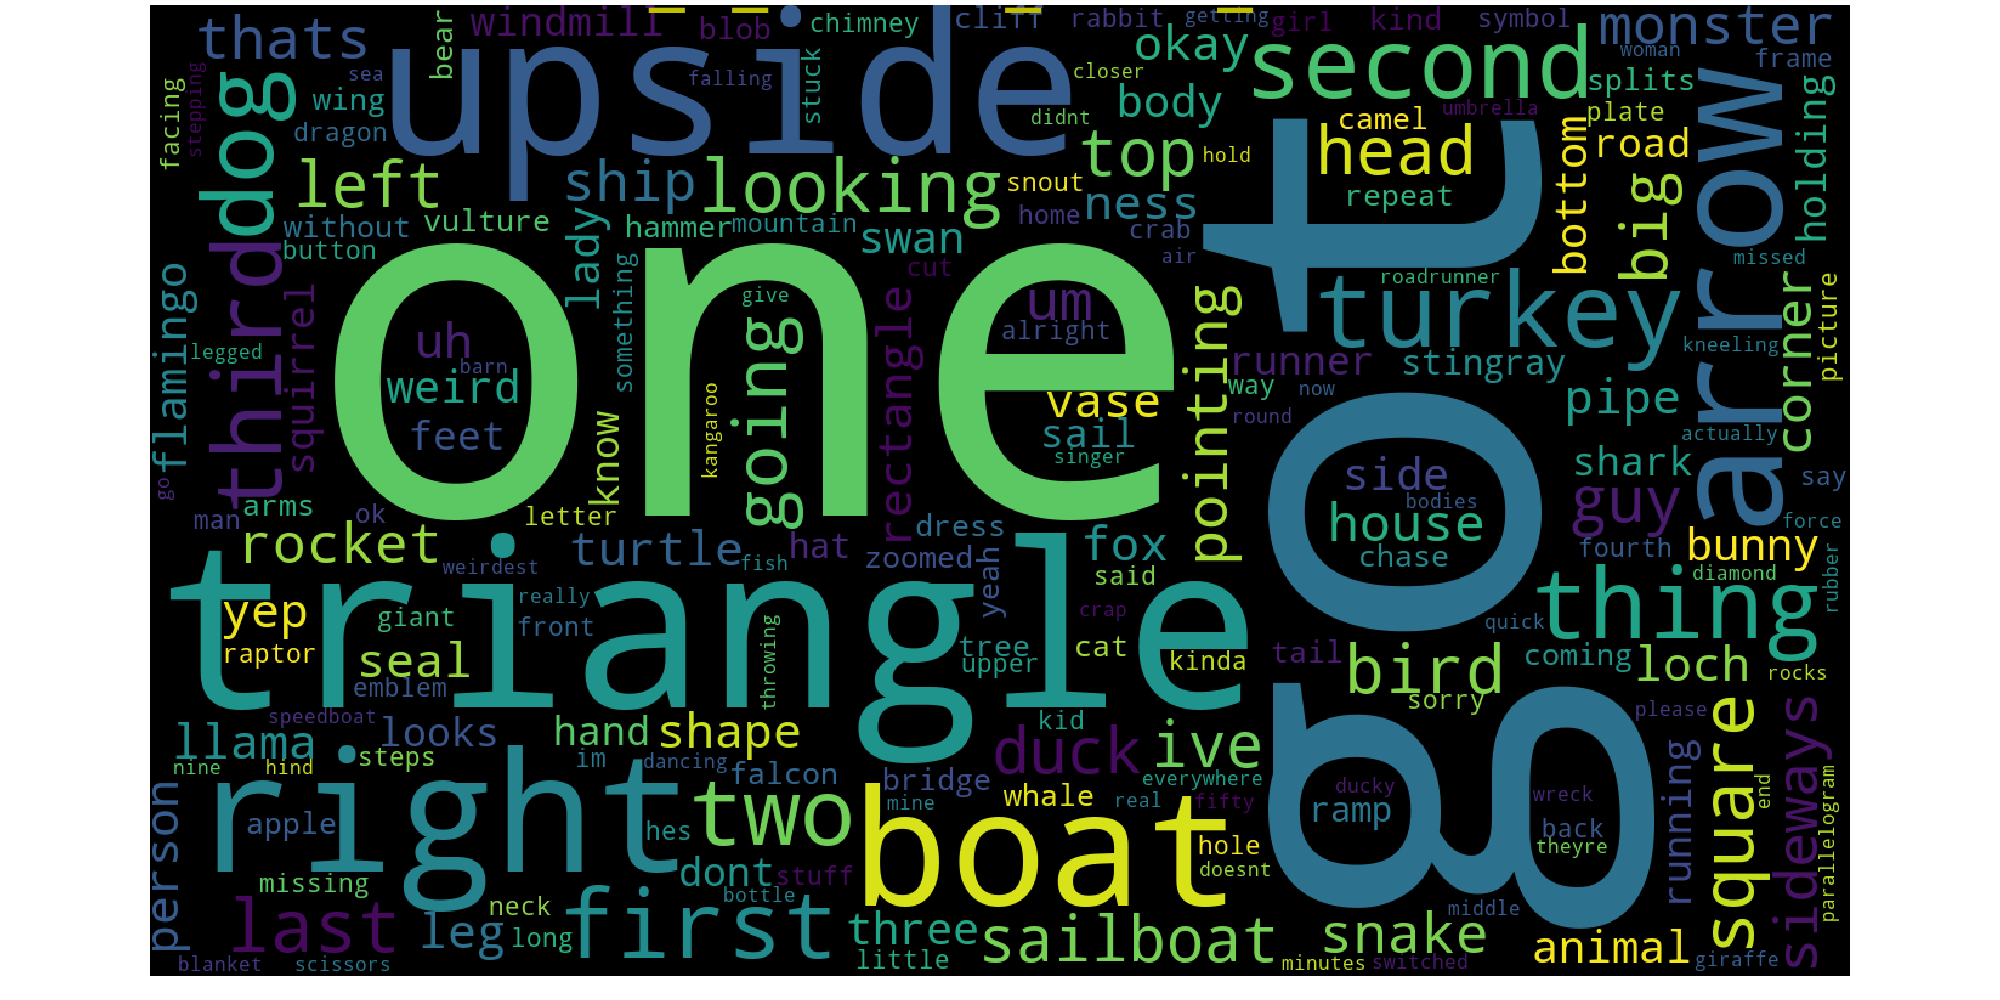 thats
bear
windmill
blob
chimney
cliff
rabbit
getting
girl
kind
symbol
monster
woman
frame
upside
sea
falling
closer
okay
second
splits
facing
stepping
dog
wing
stuck
didnt
body
umbrella
plate
dragon
camel
bottom
road
holding
arrow
left
ship
looking
top
hold
head
big
snout
repeat
without
vulture
lady
hammer
mountain
home
ness
crab
button
swan
air
missed
third
cut
roadrunner
flamingo
squirrel
something
give
rectangle
um
pointing
got
turkey
corner
picture
one
uh
alright
legged
barn
runner
stingray
kneeling
weird
going
way
now
vase
pipe
kangaroo
round
feet
know
sail
actually
singer
side
shark
go
arms
bodies
say
man
ok
letter
dress
house
guy
force
rocket
turtle
hat
zoomed
fox
chase
fourth
bunny
weirdest
fish
said
diamond
rubber
triangle
really
yeah
thing
yep
giant
front
crap
quick
raptor
seal
throwing
tree
cat
upper
kinda
tail
bird
coming
loch
rocks
emblem
sorry
speedboat
kid
please
llama
looks
hand
shape
duck
ive
square
sideways
steps
im
dancing
nine
hind
falcon
bridge
everywhere
right
person
whale
real
fifty
ducky
wreck
end
parallelogram
mine
apple
hes
two
boat
ramp
running
back
hole
theyre
missing
dont
stuff
doesnt
bottle
neck
last
leg
long
first
three
sailboat
middle
snake
animal
blanket
scissors
little
minutes
switched
giraffe